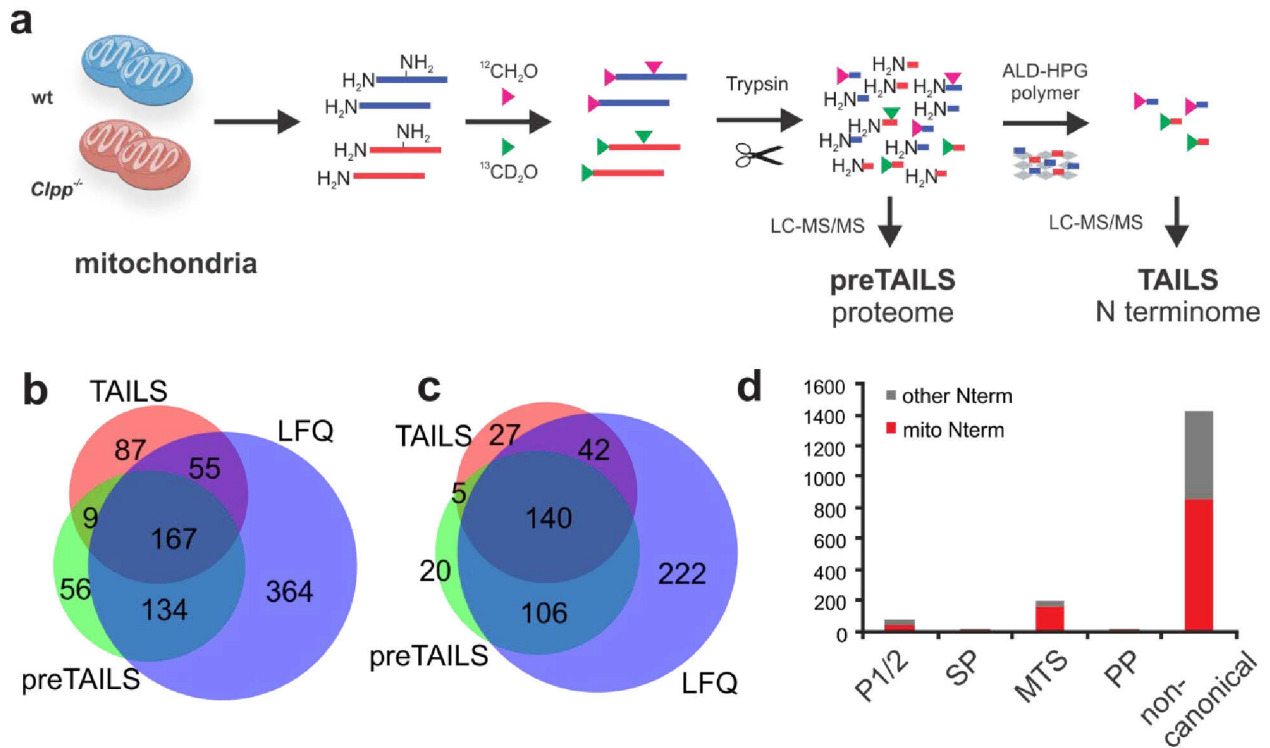 a
wt
Clpp-/-
mitochondria
H2N
NH2
H2N
NH2
H2N
H2N
12CH2O
13CD2O
Trypsin
H2N
H2N
H2N
H2N
H2N
H2N
H2N
H2N
H2N
ALD-HPG
polymer
LC-MS/MS
LC-MS/MS
preTAILS
proteome
TAILS
N terminome
b
TAILS
LFQ
87
55
9
167
56
134
364
preTAILS
c
TAILS
27
42
5
140
20
106
222
preTAILS
LFQ
d
1600
1400
1200
1000
800
600
400
200
0
other Nterm
mito Nterm
P1/2
SP
MTS
PP
non-
canonical